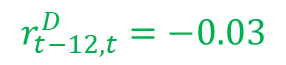 r^D_{t−12,t} = −0.03